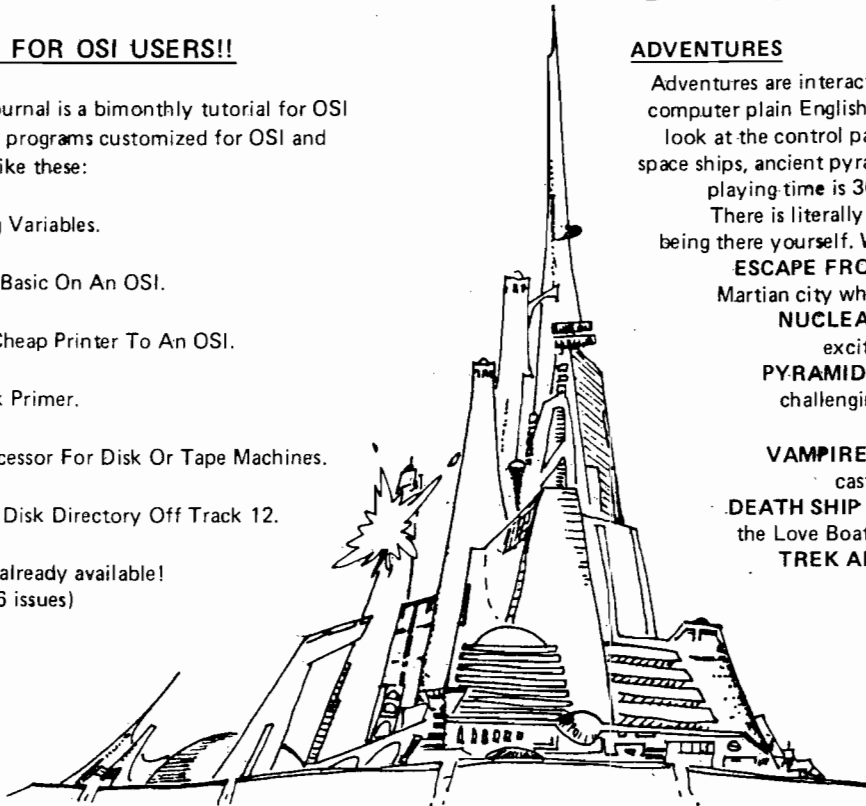 FOR OSI USERS!!
ournal is a bimonthly tutorial for OSI
programs customized for OSI and
ike these:
Variables.
Basic On An OSI.
Cheap Printer To An OSI.
Primer.
cessor For Disk Or Tape Machines.
Disk Directory Off Track 12.
already available!
6 issues)
ADVENTURES
Adventures are interac
computer plain English
look at the control pa
space ships, ancient pyra
playing time is 3
There is literally
being there yourself. W
ESCAPE FRO
Martian city wh
NUCLEA
exci
PYRAMID
challengi
VAMPIRE
cas
DEATH SHIP
the Love Boat
TREK A